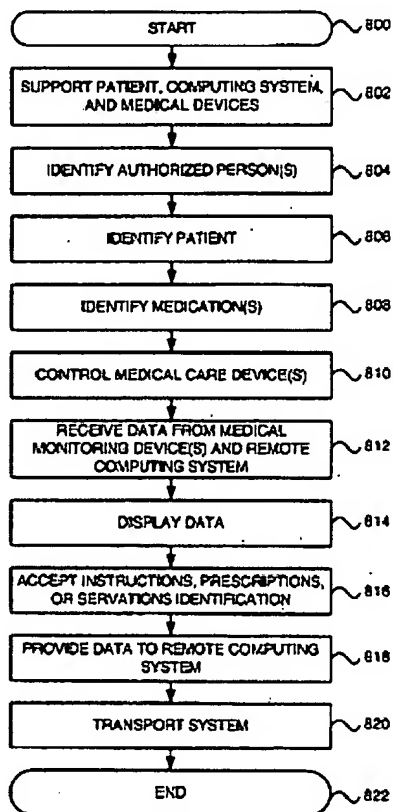 START
800
SUPPORT PATIENT, COMPUTING SYSTEM,
AND MEDICAL DEVICES
802
IDENTIFY AUTHORIZED PERSON(S)
804
IDENTIFY PATIENT
806
IDENTIFY MEDICATION(S)
808
CONTROL MEDICAL CARE DEVICE(S)
810
RECEIVE DATA FROM MEDICAL
MONITORING DEVICE(S) AND REMOTE
COMPUTING SYSTEM
812
DISPLAY DATA
814
ACCEPT INSTRUCTIONS, PRESCRIPTIONS,
OR SERVATIONS IDENTIFICATION
816
PROVIDE DATA TO REMOTE COMPUTING
SYSTEM
818
TRANSPORT SYSTEM
820
END
822